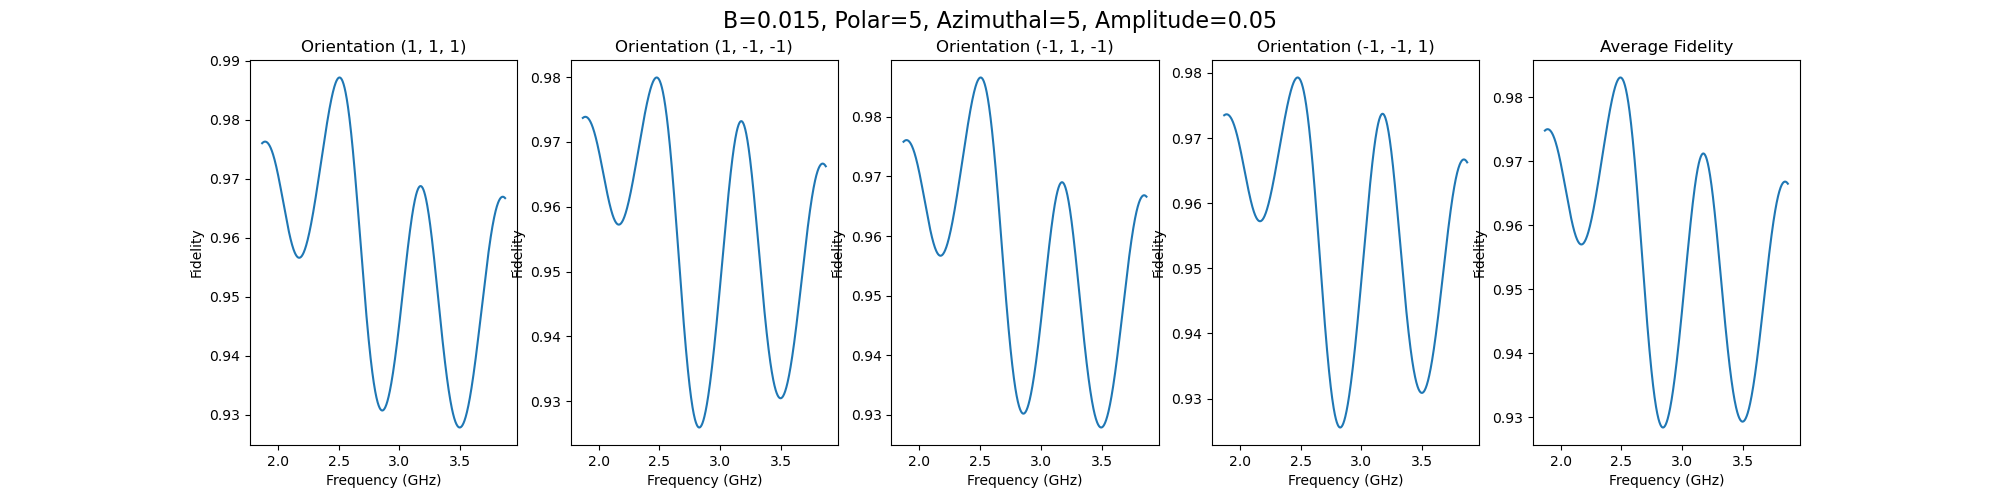 B=0.015, Polar=5, Azimuthal=5, Amplitude=0.05
Orientation (1, 1, 1)
0.99
0.98
0.97
0.96
0.95
0.94
0.93
Fidelity
2.0 2.5 3.0 3.5
Frequency (GHz)
Orientation (1, -1, -1)
0.98
0.97
0.96
0.95
0.94
0.93
Fidelity
2.0 2.5 3.0 3.5
Frequency (GHz)
Orientation (-1, 1, -1)
0.98
0.97
0.96
0.95
0.94
0.93
Fidelity
2.0 2.5 3.0 3.5
Frequency (GHz)
Orientation (-1, -1, 1)
0.98
0.97
0.96
0.95
0.94
0.93
Fidelity
2.0 2.5 3.0 3.5
Frequency (GHz)
Average Fidelity
0.98
0.97
0.96
0.95
0.94
0.93
Fidelity
2.0 2.5 3.0 3.5
Frequency (GHz)